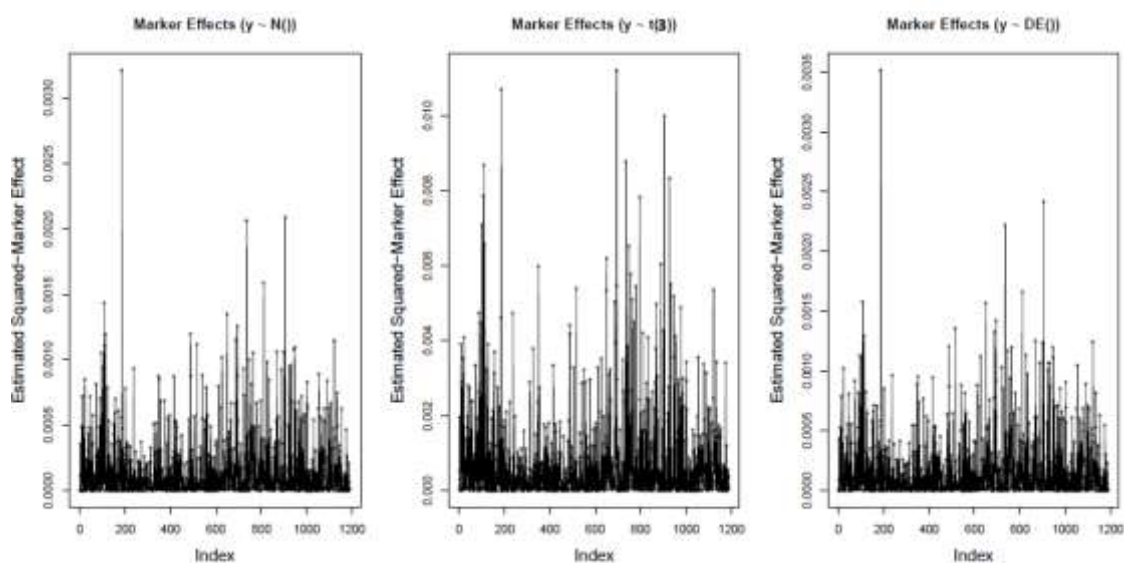 Marker Effects (y ~ N())
Marker Effects (y ~ t(3))
Marker Effects (y ~ DE())
Estimated Squared−Marker Effect
0.0000 0.0005 0.0010 0.0015 0.0020 0.0025 0.0030
0 200 400 600 800 1000 1200
Index
Estimated Squared−Marker Effect
0.000 0.002 0.004 0.006 0.008 0.010
0 200 400 600 800 1000
Index
Estimated Squared−Marker Effect
0.0000 0.0005 0.0010 0.0015 0.0020 0.0025 0.0030 0.0035
0 200 400 600 800 1000 1200
Index